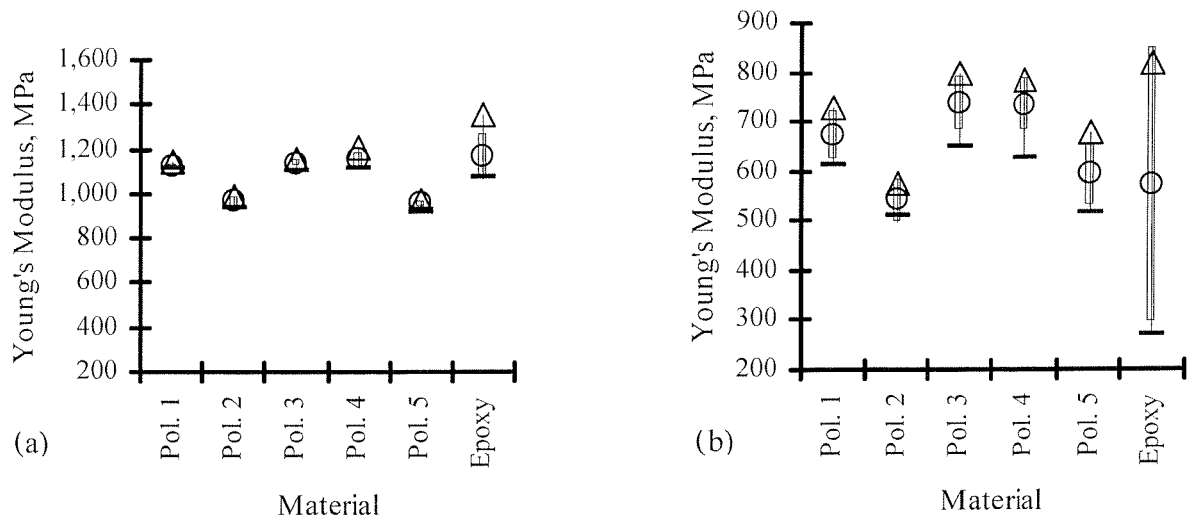 Young's Modulus, MPa
1,600
1,400
1,200
1,000
800
600
400
200
Pol. 1
Pol. 2
Pol. 3
Pol. 4
Pol. 5
Epoxy
(a)
Material
Young's Modulus, MPa
900
800
700
600
500
400
300
200
Pol. 1
Pol. 2
Pol. 3
Pol. 4
Pol. 5
Epoxy
(b)
Material